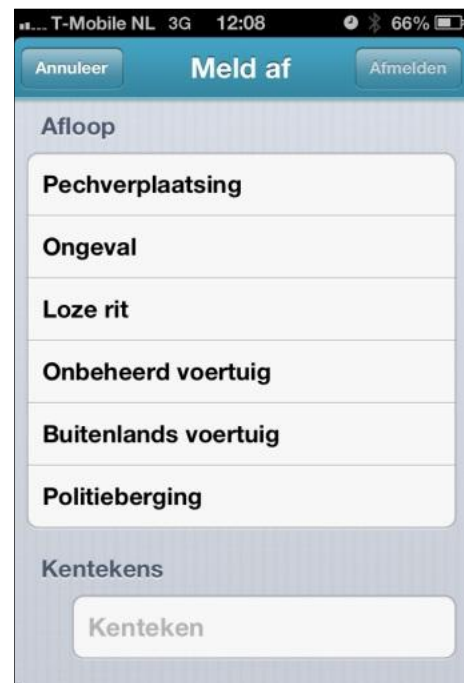 T-Mobile NL 3G 12:08 66%
Annuleer Meld af Afmelden
Afloop
Pechverplaatsing
Ongeval
Loze rit
Onbeheerd voertuig
Buitenlands voertuig
Politieberging
Kentekens
Kenteken